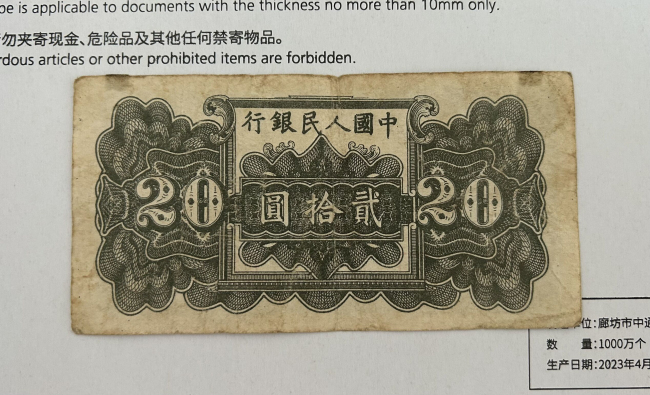 pe is applicable to documents with the thickness no more than 10mm only.
勿夹寄现金、危险品及其他任何禁寄物品。
rdous articles or other prohibited items are forbidden.
行銀民人國中
20 圓拾貳 20
位:廊坊市中
数 量:1000万个
生产日期:2023年4月